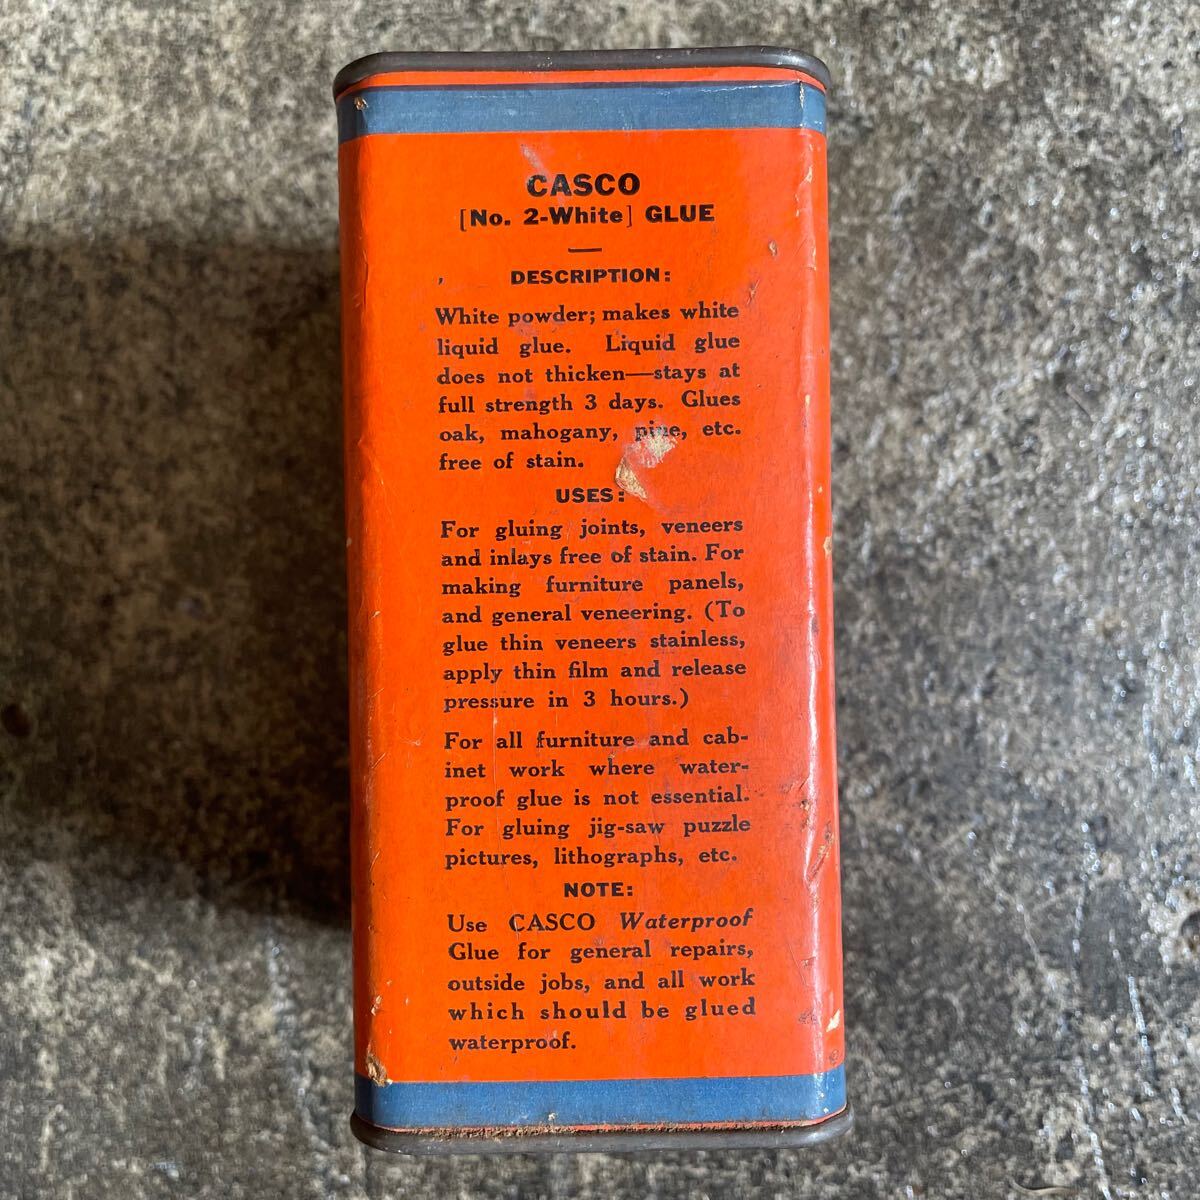 CASCO
[No. 2-White] GLUE
DESCRIPTION:
White powder; makes white
liquid glue. Liquid glue
does not thicken—stays at
full strength 3 days. Glues
oak, mahogany, pine, etc.
free of stain.
USES:
For gluing joints, veneers
and inlays free of stain. For
making furniture panels,
and general veneering. (To
glue thin veneers stainless,
apply thin film and release
pressure in 3 hours.)
For all furniture and cab-
inet work where water-
proof glue is not essential.
For gluing jig-saw puzzle
pictures, lithographs, etc.
NOTE:
Use CASCO Waterproof
Glue for general repairs,
outside jobs, and all work
which should be glued
waterproof.